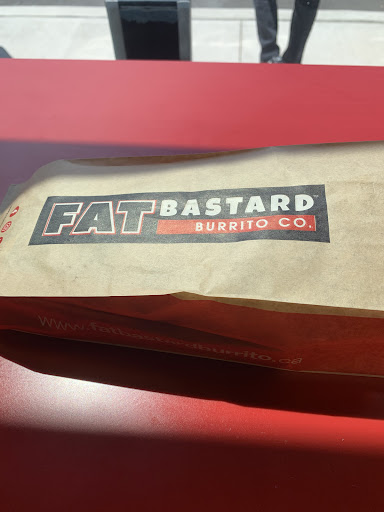 FAT BASTARD
BURRITO CO.
www.fatbastardburrito.ca